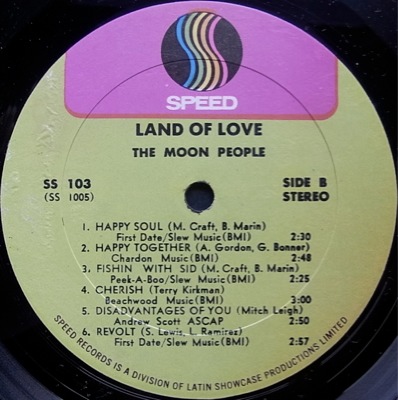 SPEED
LAND OF LOVE
THE MOON PEOPLE
SS 103
(SS 1005)
SIDE B
STEREO
1. HAPPY SOUL (M. Craft, B. Marin)
First Date/Slew Music (BMI) 2:30
2. HAPPY TOGETHER (A. Gordon, G. Bonner)
Chardon Music (BMI) 2:48
3. FISHIN WITH SID (M. Craft, B. Marin)
Peek-A-Boo/Slew Music (BMI) 2:25
4. CHERISH (Terry Kirkman)
Beachwood Music (BMI) 3:00
5. DISADVANTAGES OF YOU (Mitch Leigh)
Andrew Scott ASCAP 2:50
6. REVOLT (S. Lewis, L. Ramirez)
First Date/Slew Music (BMI) 2:57
SPEED RECORDS IS A DIVISION OF LATIN SHOWCASE PRODUCTIONS LIMITED